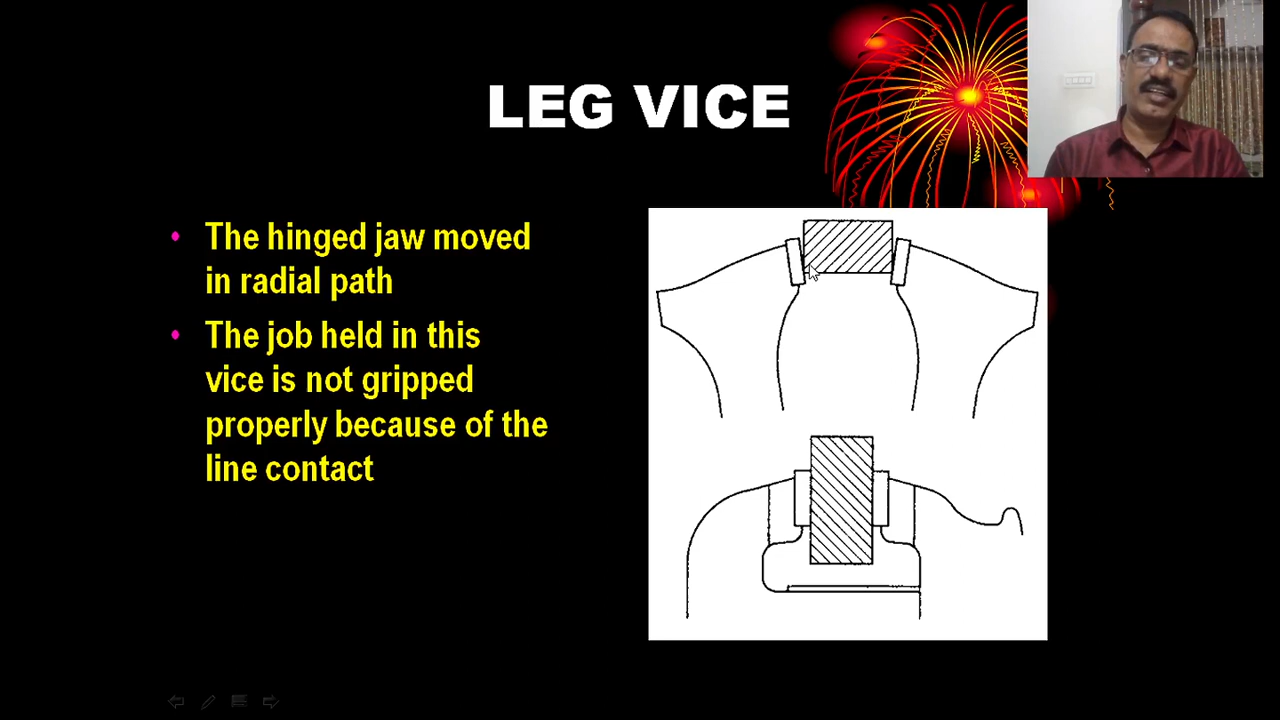 LEG VICE
• The hinged jaw moved
in radial path
• The job held in this
vice is not gripped
properly because of the
line contact